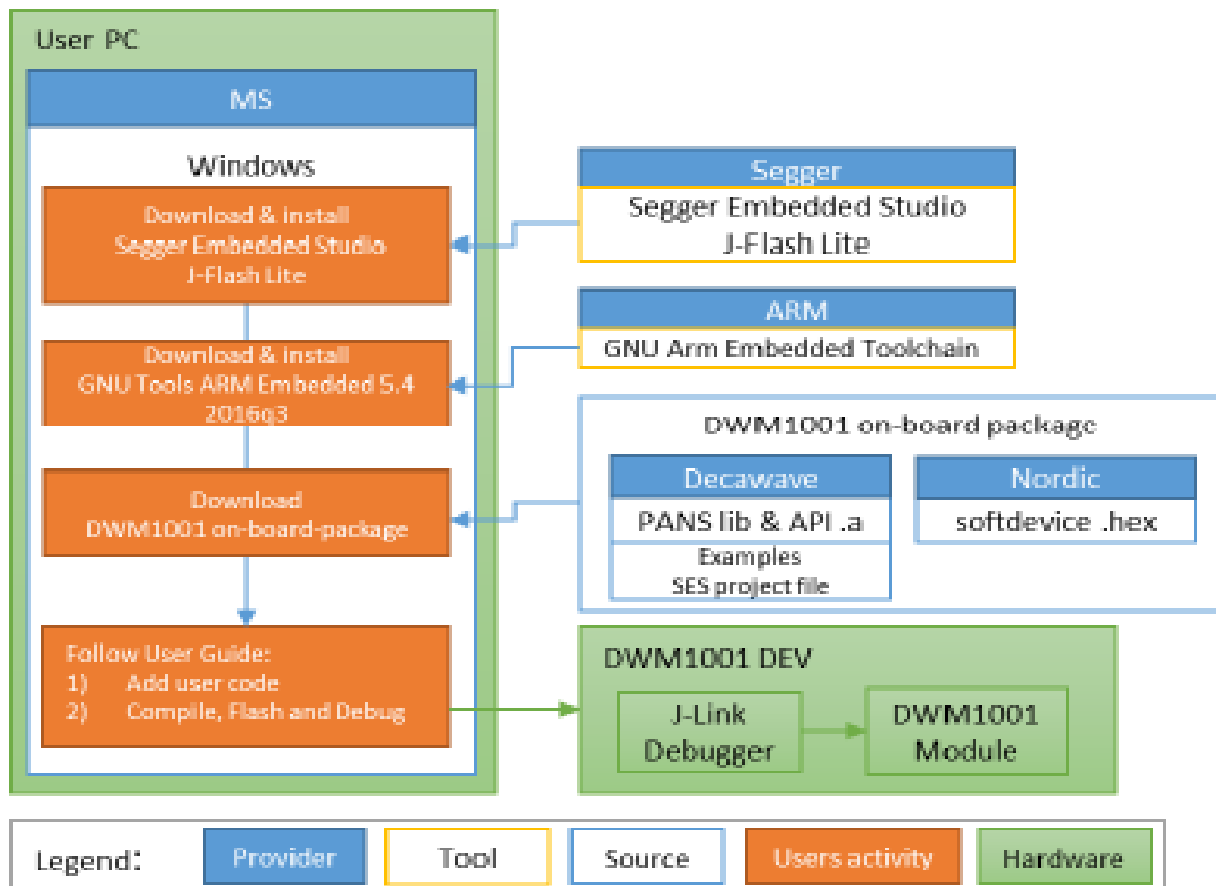 User PC
MS
Windows
Download & install
Segger Embedded Studio
J-Flash Lite
Download & install
GNU Tools ARM Embedded 5.4
2016q3
Download
DWM1001 on-board-package
Follow User Guide:
1) Add user code
2) Compile, Flash and Debug
Segger
Segger Embedded Studio
J-Flash Lite
ARM
GNU Arm Embedded Toolchain
DWM1001 on-board package
Decawave
PANS lib & API .a
Examples
SES project file
Nordic
softdevice .hex
DWM1001 DEV
J-Link
Debugger
DWM1001
Module
Legend:
Provider
Tool
Source
Users activity
Hardware